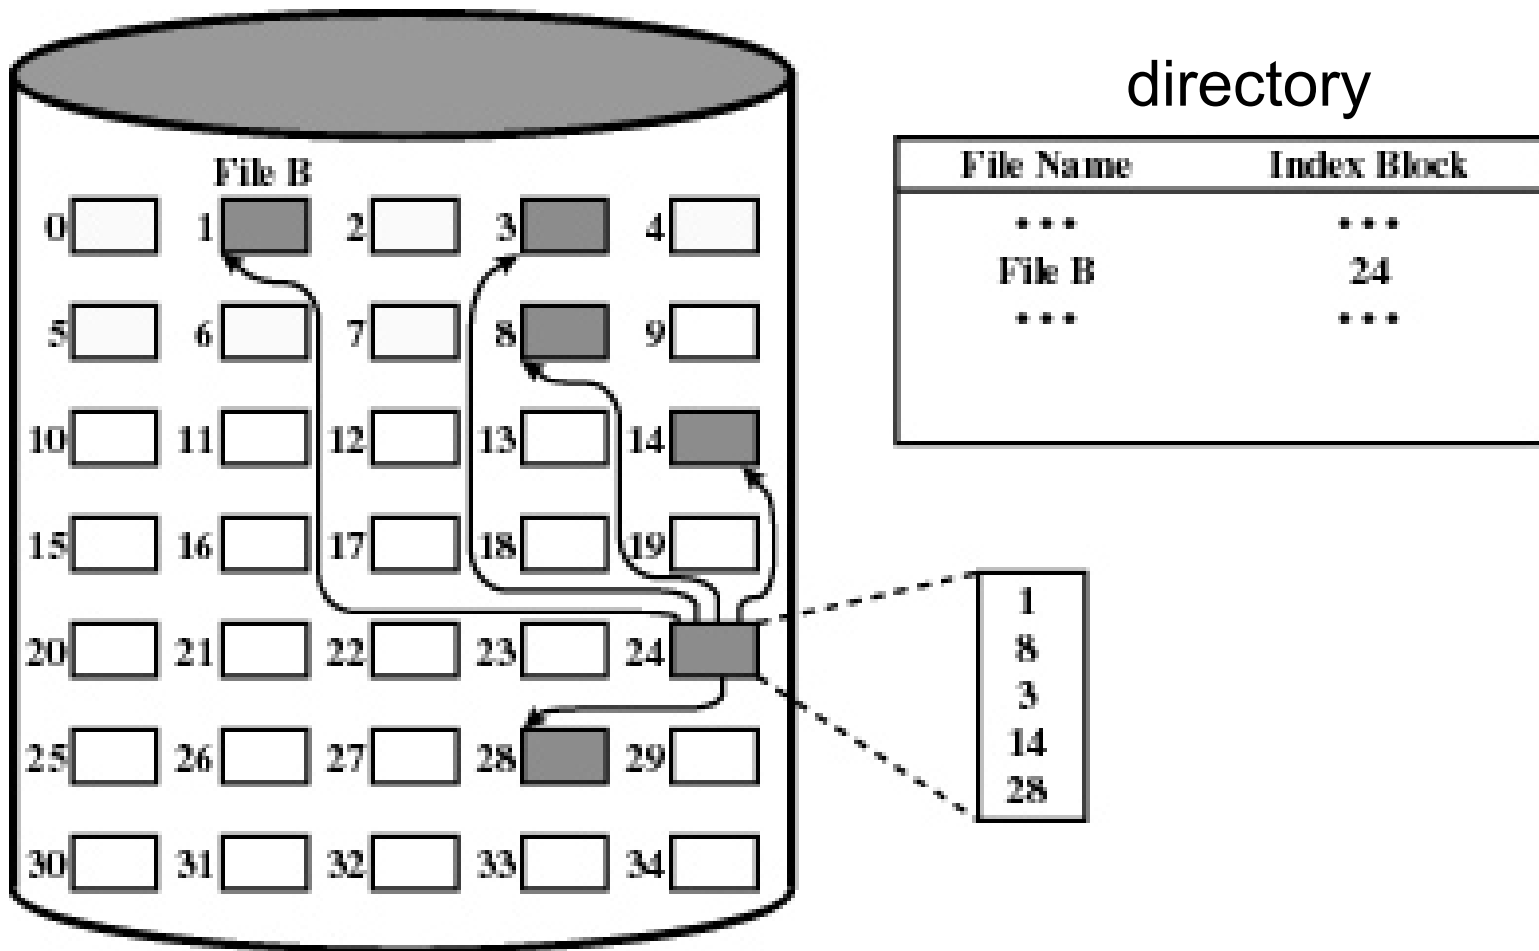 directory
File Name Index Block
• • • • • •
File B 24
• • • • • •
File B
0 1 2 3 4
5 6 7 8 9
10 11 12 13 14
15 16 17 18 19
20 21 22 23 24
25 26 27 28 29
30 31 32 33 34
1
8
3
14
28